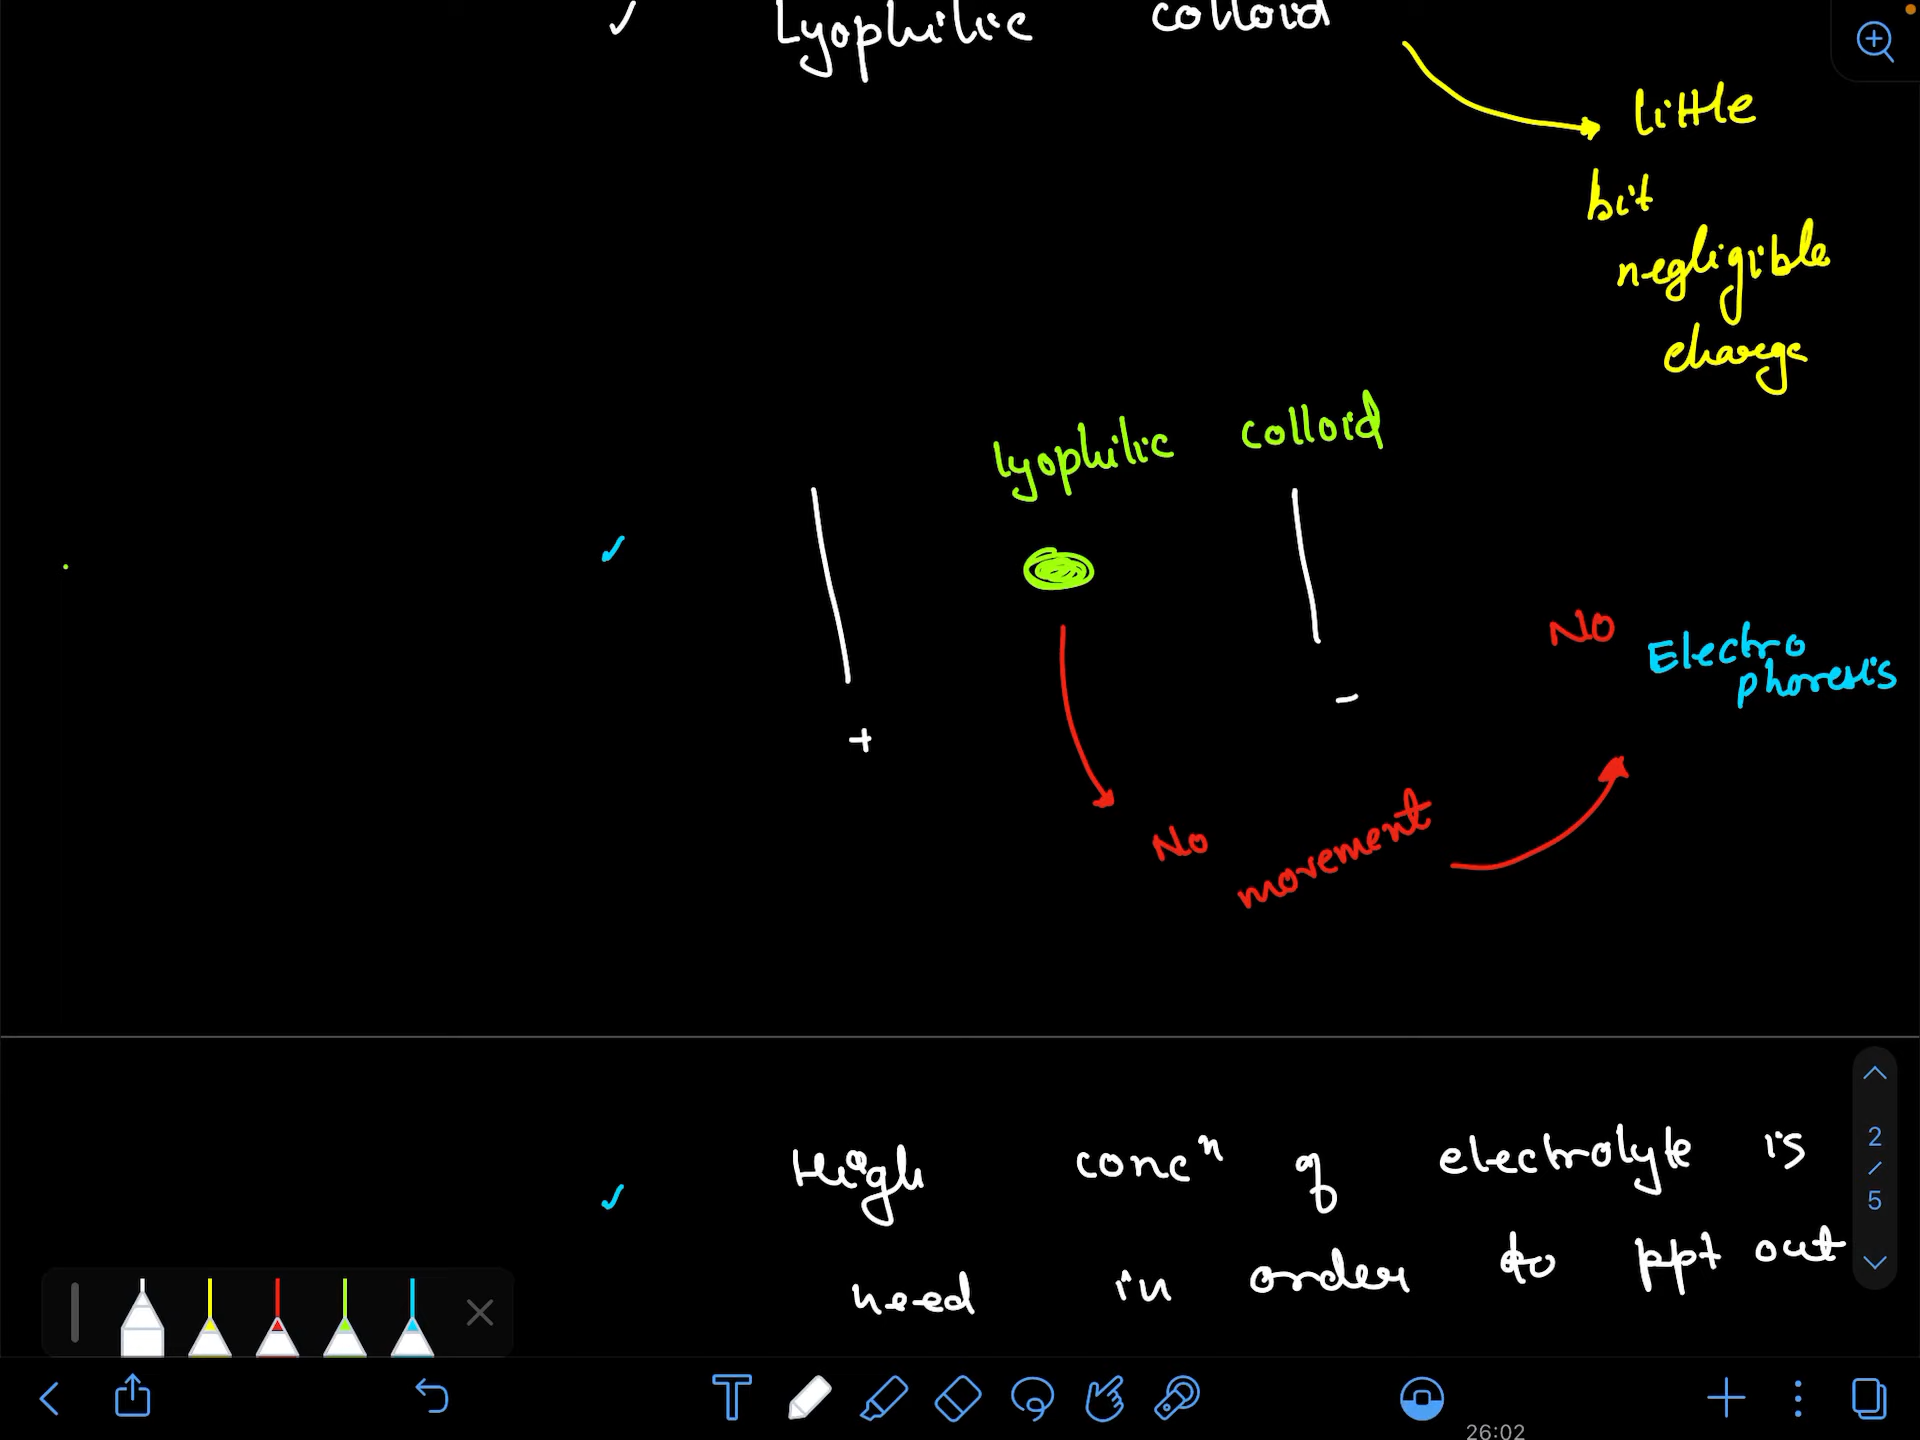 ✓ Lyophilic colloid
little
bit
negligible
charge
lyophilic colloid
✓
No Electro
phoresis
+ -
No movement
2
/
5
✓ High concⁿ of electrolyte is
need in order to ppt out
T
26:02